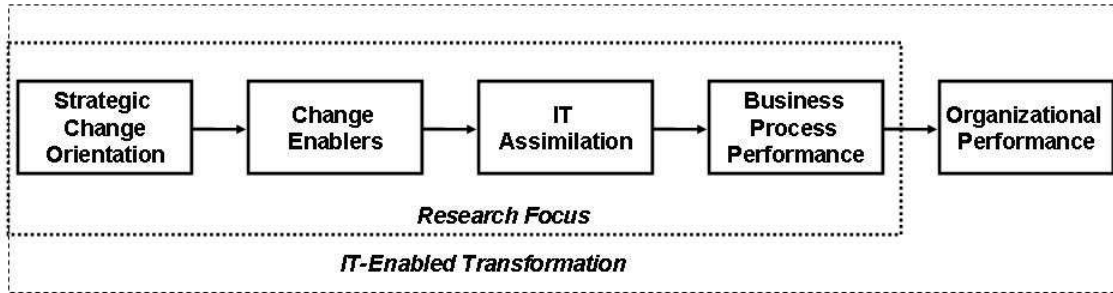 Strategic
Change
Orientation
Change
Enablers
IT
Assimilation
Business
Process
Performance
Organizational
Performance
Research Focus
IT-Enabled Transformation